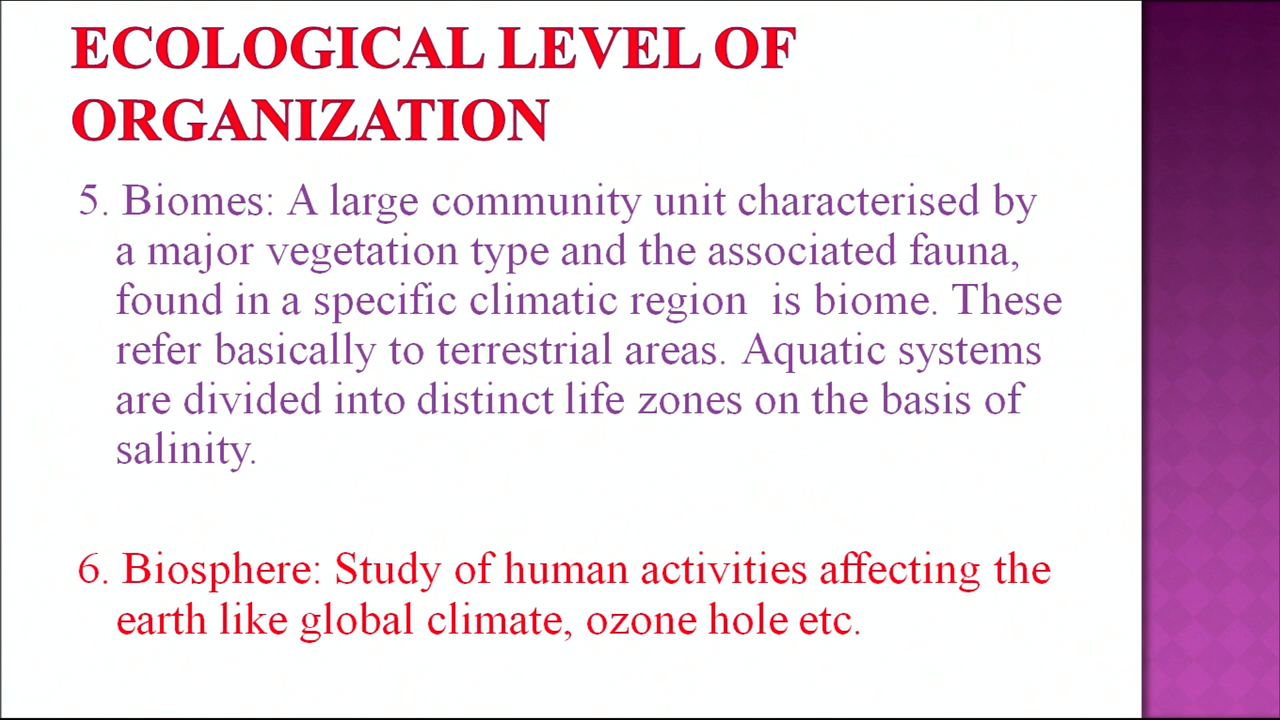 ECOLOGICAL LEVEL OF
ORGANIZATION
5. Biomes: A large community unit characterised by
a major vegetation type and the associated fauna,
found in a specific climatic region is biome. These
refer basically to terrestrial areas. Aquatic systems
are divided into distinct life zones on the basis of
salinity.
6. Biosphere: Study of human activities affecting the
earth like global climate, ozone hole etc.